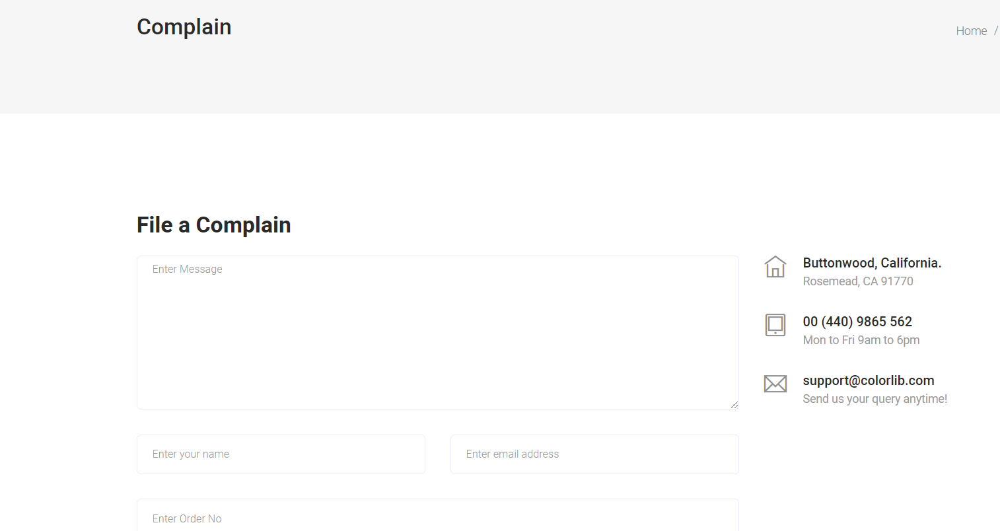 Complain
Home /
File a Complain
Enter Message
Buttonwood, California.
Rosemead, CA 91770
00 (440) 9865 562
Mon to Fri 9am to 6pm
support@colorlib.com
Send us your query anytime!
Enter your name
Enter email address
Enter Order No